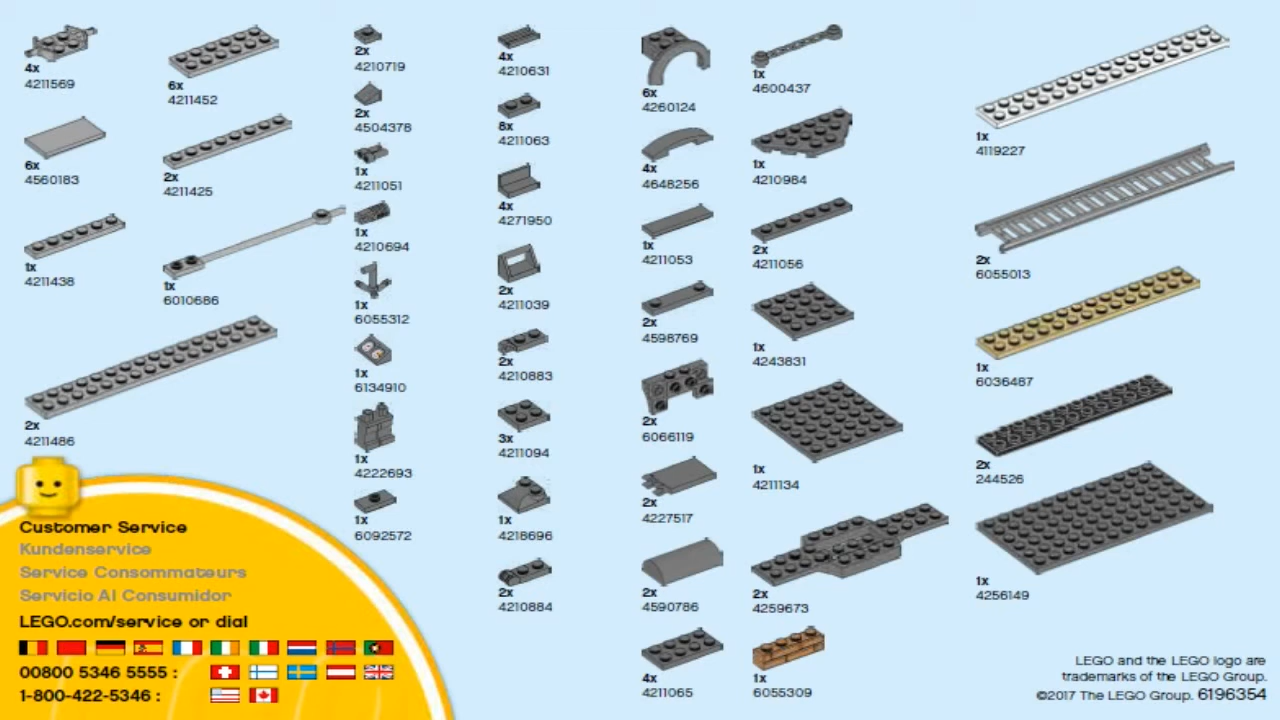 4x
4211569
6x
4560183
1x
4211438
2x
4211486
6x
4211452
2x
4211425
1x
6010686
2x
4210719
2x
4504378
1x
4211051
1x
4210694
1x
6055312
1x
6134910
1x
4222693
1x
6092572
4x
4210631
8x
4211063
4x
4271950
2x
4211039
2x
4210883
3x
4211094
1x
4218696
2x
4210884
6x
4260124
4x
4648256
1x
4211053
2x
4598769
2x
6066119
2x
4227517
2x
4590786
4x
4211065
1x
4600437
1x
4210984
2x
4211056
1x
4243831
1x
4211134
2x
4259673
1x
6055309
1x
4119227
2x
6055013
1x
6036487
2x
244526
1x
4256149
Customer Service
Kundenservice
Service Consommateurs
Servicio Al Consumidor
LEGO.com/service or dial
00800 5346 5555 :
1-800-422-5346 :
LEGO and the LEGO logo are
trademarks of the LEGO Group.
©2017 The LEGO Group. 6196354